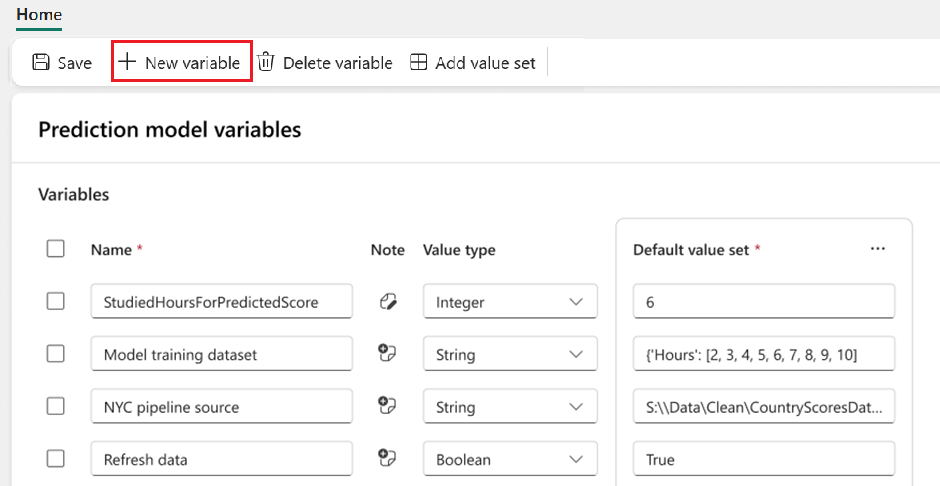 Home
Save New variable Delete variable Add value set
Prediction model variables
Variables
Name * Note Value type Default value set * ...
StudiedHoursForPredictedScore Integer 6
Model training dataset String {'Hours': [2, 3, 4, 5, 6, 7, 8, 9, 10]
NYC pipeline source String S:\\Data\Clean\CountryScoresDat...
Refresh data Boolean True